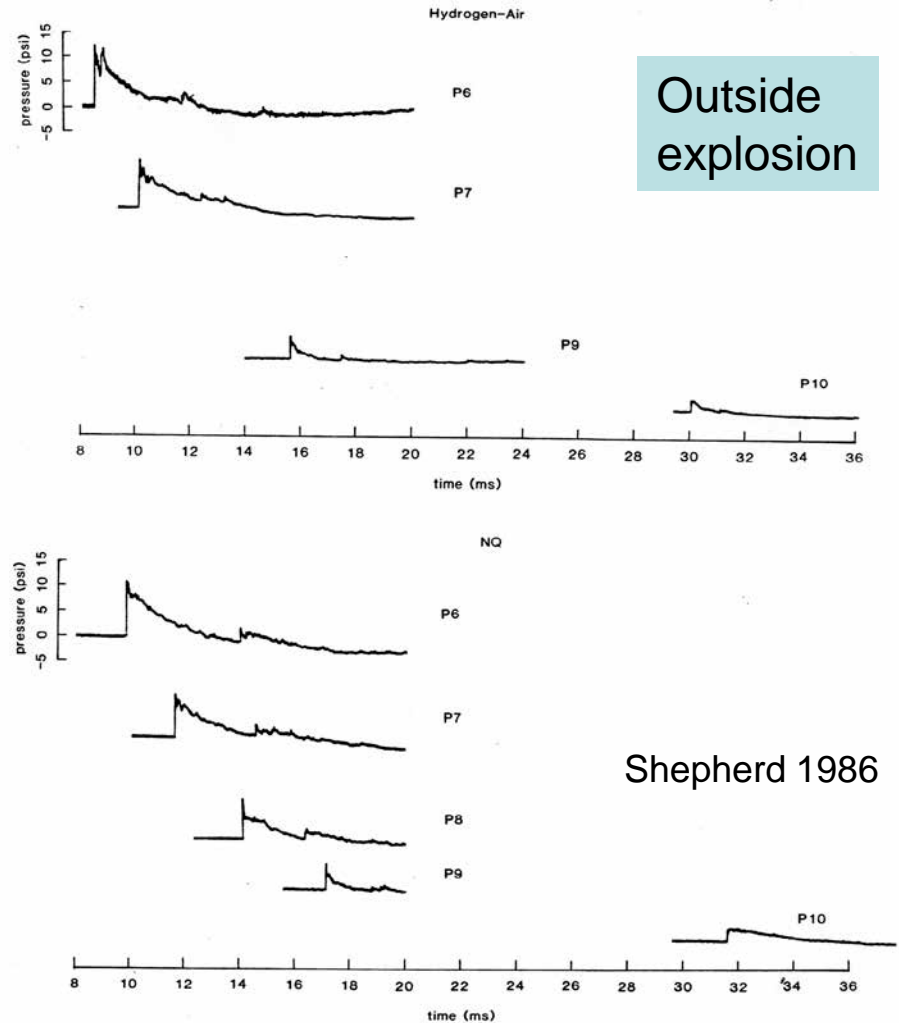 Hydrogen-Air
pressure (psi)
15
10
5
0
-5
P6
Outside
explosion
P7
P9
P10
8 10 12 14 16 18 20 22 24 26 28 30 32 34 36
time (ms)
NQ
pressure (psi)
15
10
5
0
-5
P6
P7
Shepherd 1986
P8
P9
P10
8 10 12 14 16 18 20 22 24 26 28 30 32 34 36
time (ms)